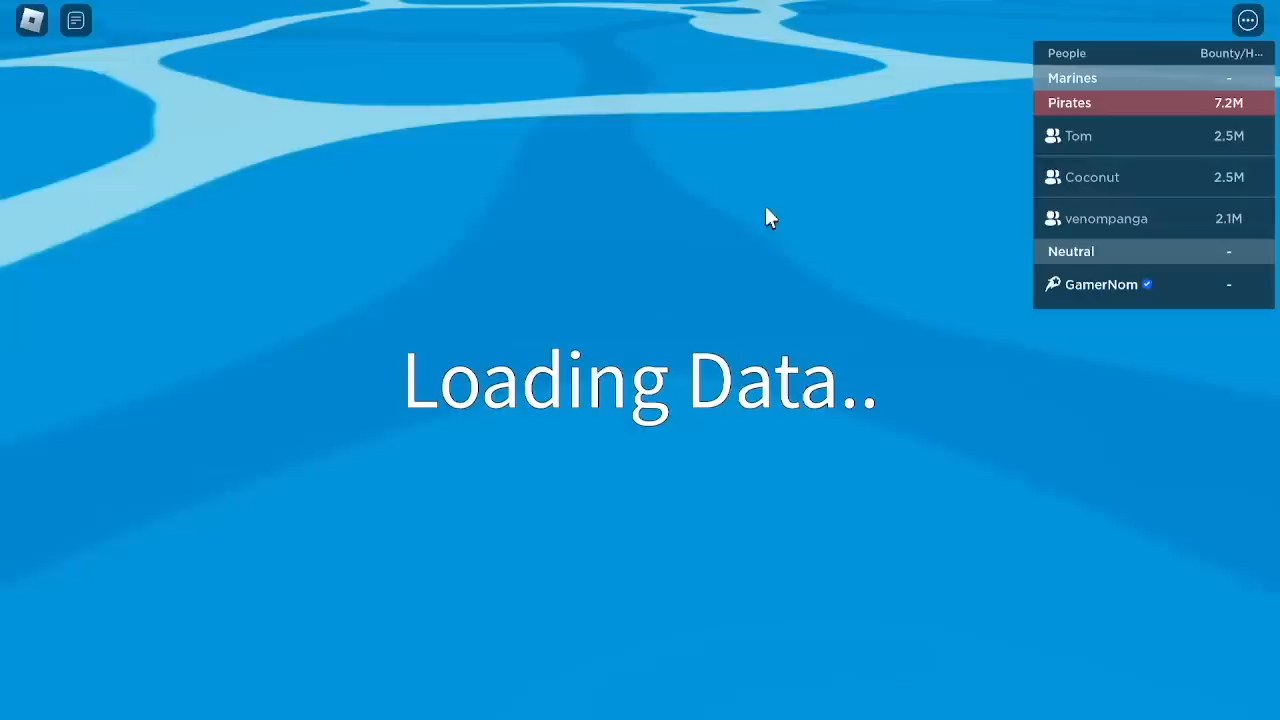 People Bounty/H...
Marines -
Pirates 7.2M
Tom 2.5M
Coconut 2.5M
venompanga 2.1M
Neutral -
GamerNom -
Loading Data..